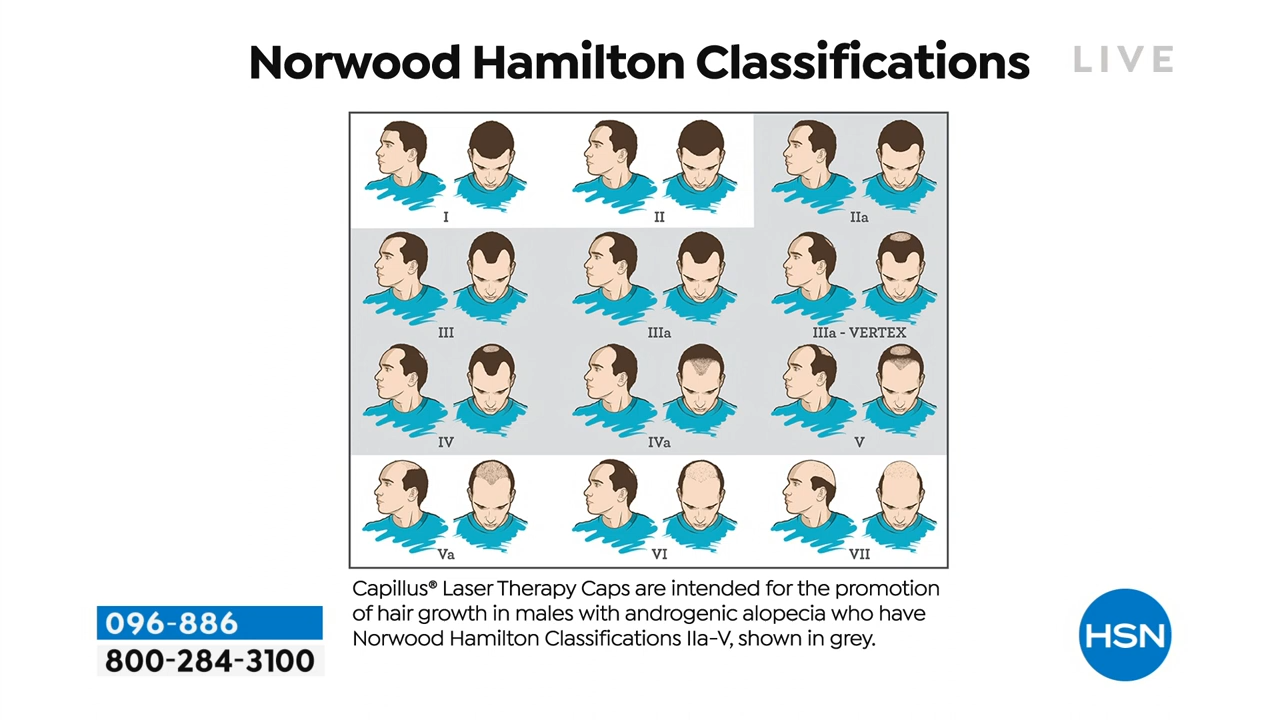 Norwood Hamilton Classifications
LIVE
I
II
IIa
III
IIIa
IIIa - VERTEX
IV
IVa
V
Va
VI
VII
Capillus® Laser Therapy Caps are intended for the promotion
of hair growth in males with androgenic alopecia who have
Norwood Hamilton Classifications IIa-V, shown in grey.
096-886
800-284-3100
HSN